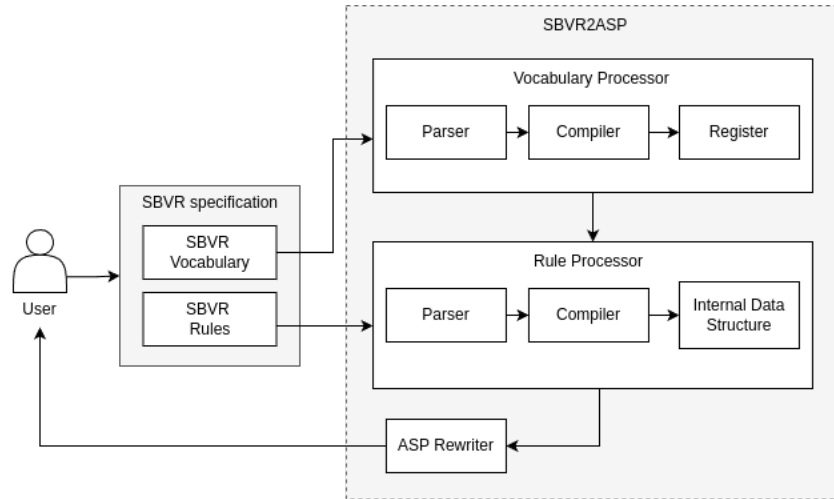 SBVR2ASP
Vocabulary Processor
Parser
Compiler
Register
SBVR specification
SBVR
Vocabulary
SBVR
Rules
User
Rule Processor
Parser
Compiler
Internal Data
Structure
ASP Rewriter